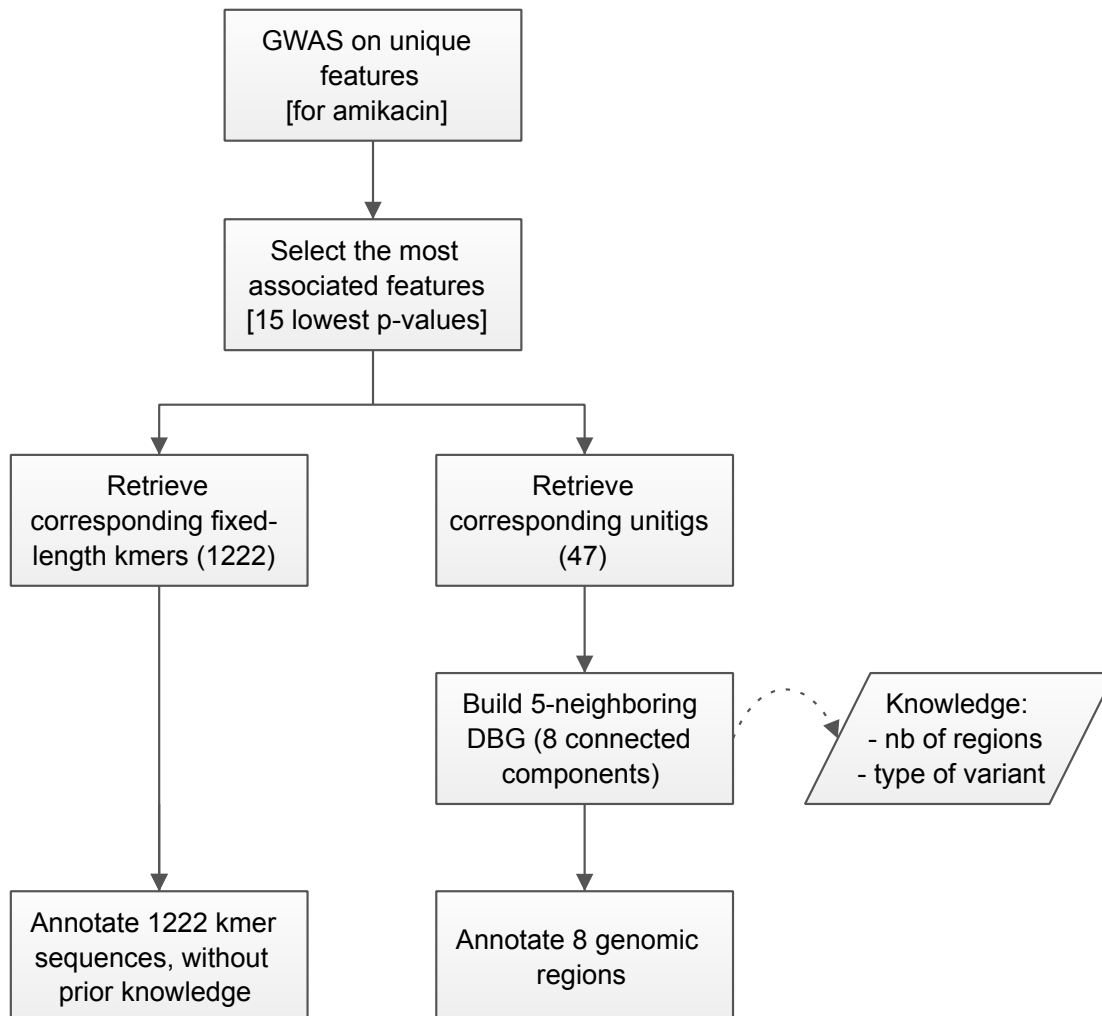 GWAS on unique
features
[for amikacin]
Select the most
associated features
[15 lowest p-values]
Retrieve
corresponding fixed-
length kmers (1222)
Retrieve
corresponding unitigs
(47)
Build 5-neighboring
DBG (8 connected
components)
Knowledge:
- nb of regions
- type of variant
Annotate 1222 kmer
sequences, without
prior knowledge
Annotate 8 genomic
regions